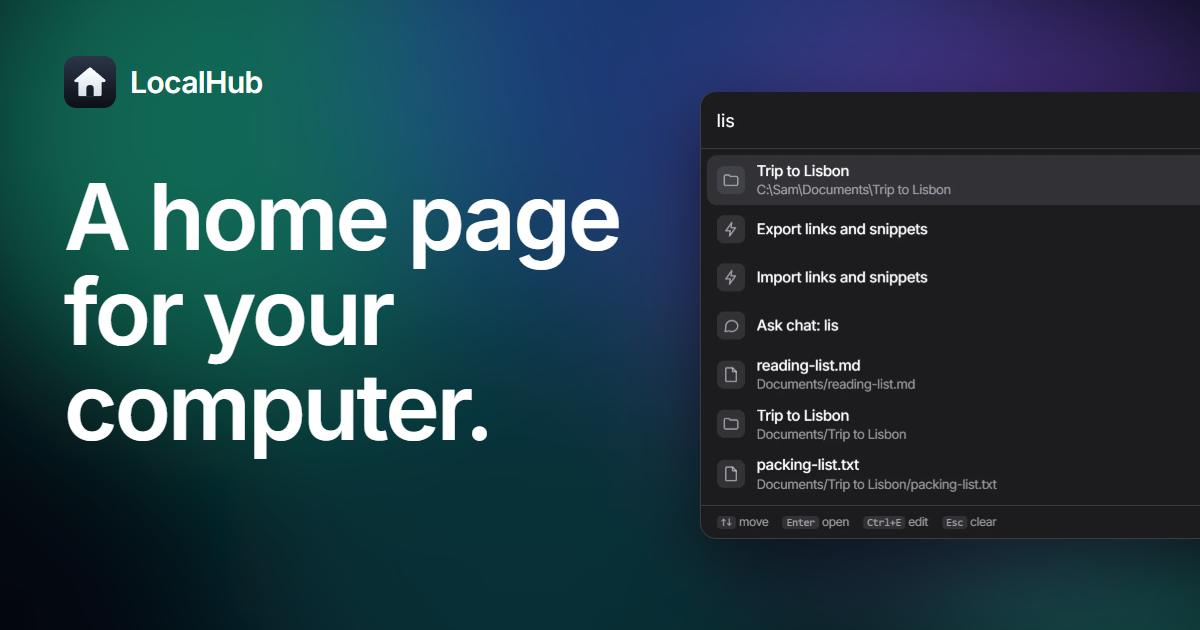 LocalHub
A home page
for your
computer.
lis
Trip to Lisbon
C:\Sam\Documents\Trip to Lisbon
Export links and snippets
Import links and snippets
Ask chat: lis
reading-list.md
Documents/reading-list.md
Trip to Lisbon
Documents/Trip to Lisbon
packing-list.txt
Documents/Trip to Lisbon/packing-list.txt
↑↓ move Enter open Ctrl+E edit Esc clear